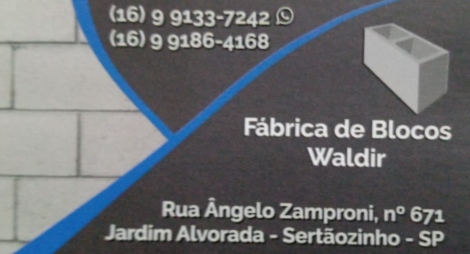 (16) 9 9133-7242
(16) 9 9186-4168
Fábrica de Blocos
Waldir
Rua Ângelo Zamproni, nº 671
Jardim Alvorada - Sertãozinho - SP